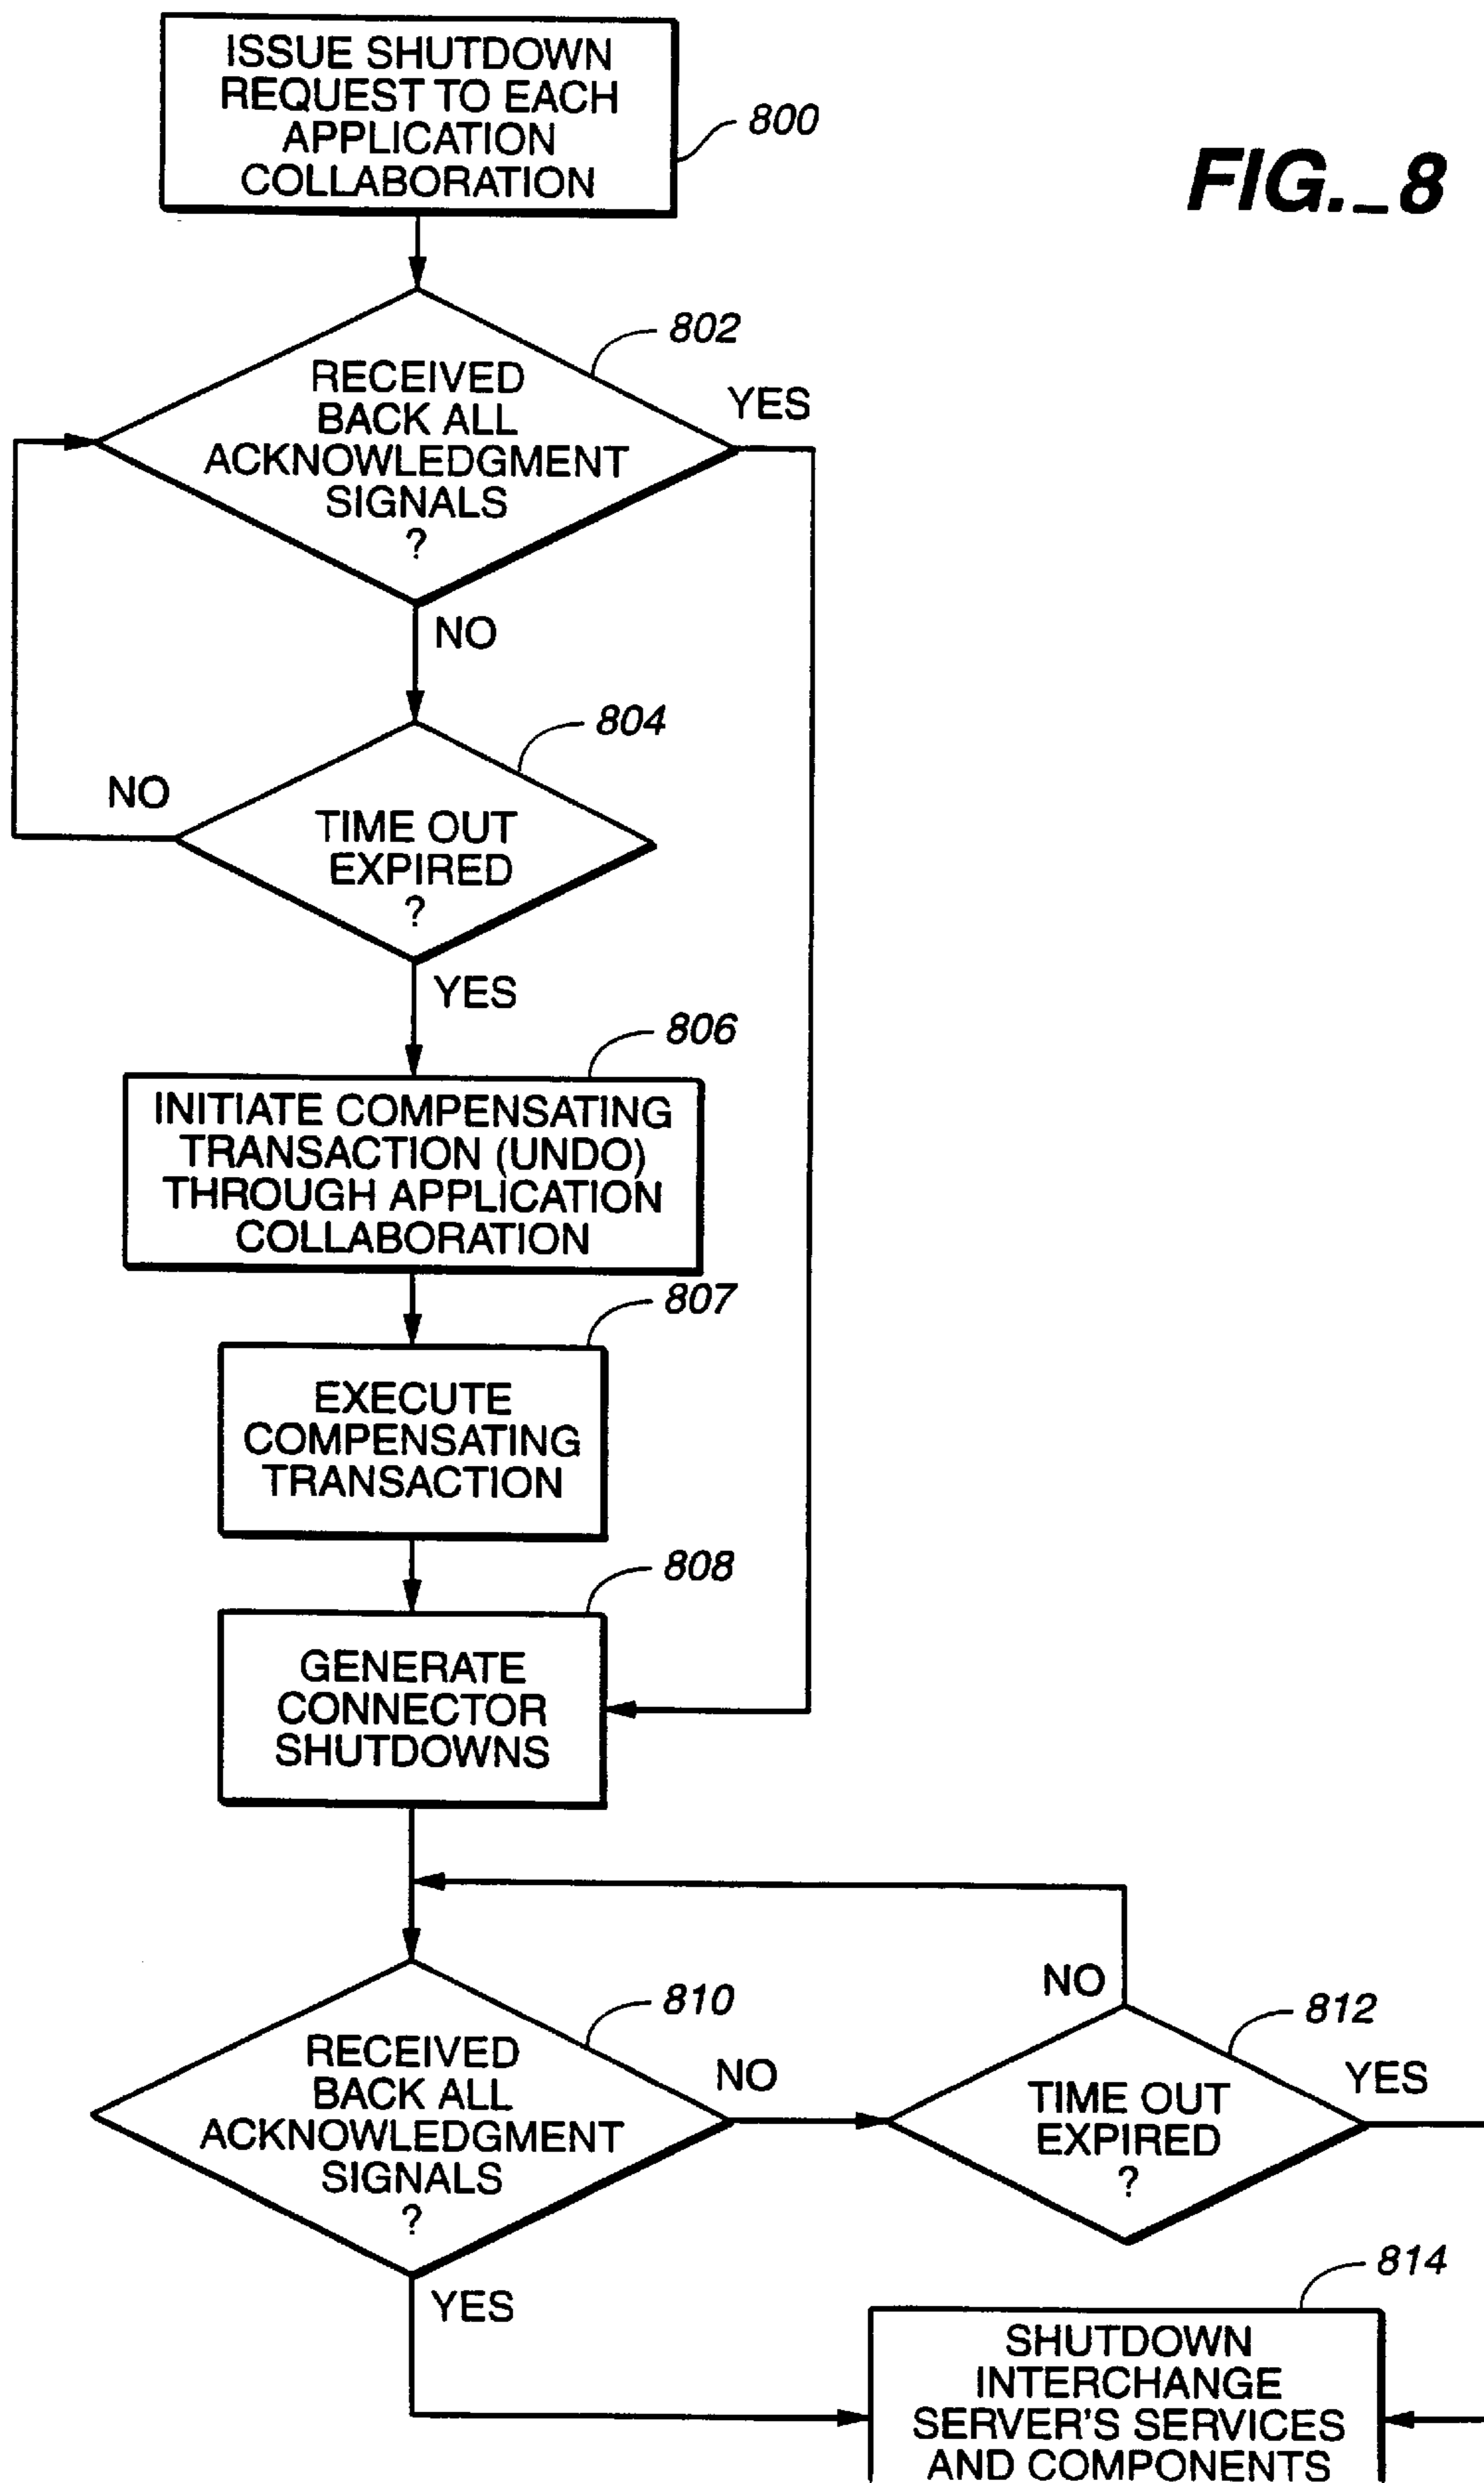 FIG._8
ISSUE SHUTDOWN
REQUEST TO EACH
APPLICATION
COLLABORATION
800
802
RECEIVED
BACK ALL
ACKNOWLEDGMENT
SIGNALS
?
YES
NO
804
NO
TIME OUT
EXPIRED
?
YES
806
INITIATE COMPENSATING
TRANSACTION (UNDO)
THROUGH APPLICATION
COLLABORATION
807
EXECUTE
COMPENSATING
TRANSACTION
808
GENERATE
CONNECTOR
SHUTDOWNS
810
RECEIVED
BACK ALL
ACKNOWLEDGMENT
SIGNALS
?
NO
YES
NO
812
TIME OUT
EXPIRED
?
YES
814
SHUTDOWN
INTERCHANGE
SERVER'S SERVICES
AND COMPONENTS